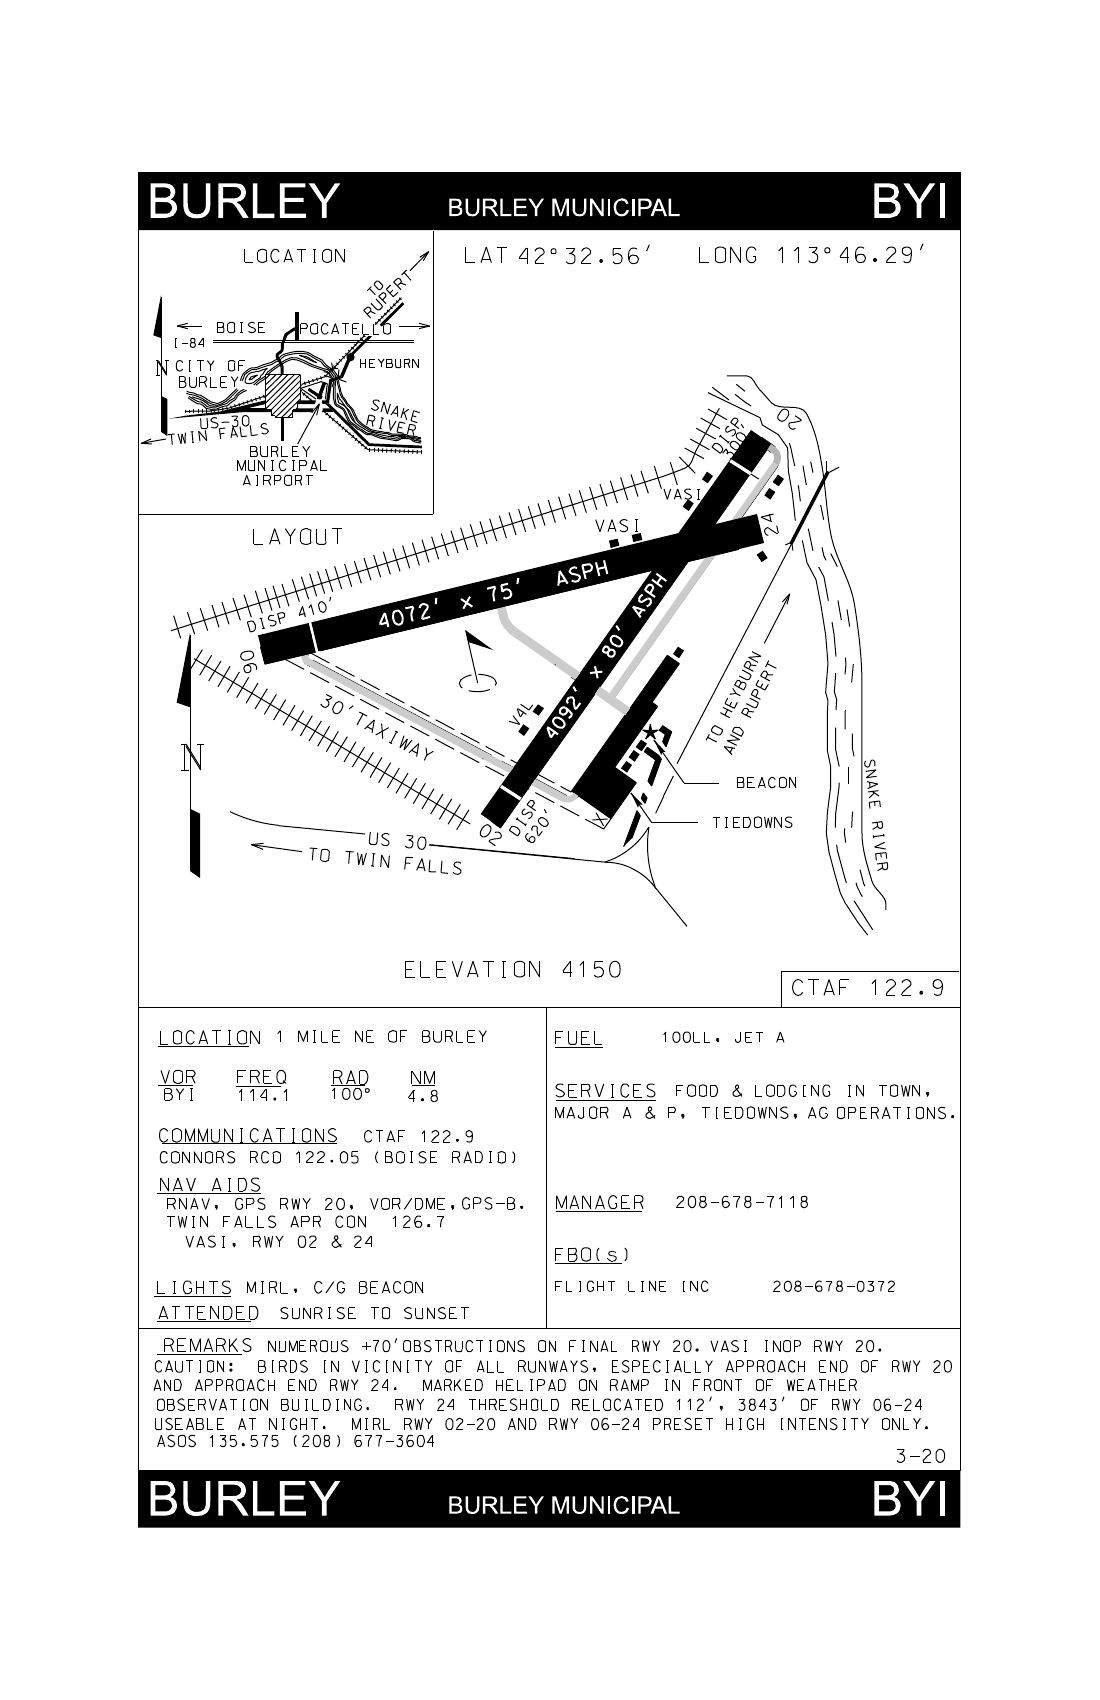 BURLEY BURLEY MUNICIPAL BYI
LOCATION
LAT 42°32.56' LONG 113°46.29'
TO
RUPERT
BOISE POCATELLO
I-84
N
CITY OF
BURLEY
HEYBURN
SNAKE
RIVER
US-30
TWIN FALLS
BURLEY
MUNICIPAL
AIRPORT
LAYOUT
20
DISP.
300'
VASI
VASI
24
DISP 410'
4072' x 75' ASPH
06
4092' x 80' ASPH
30' TAXIWAY
V4L
N
TO HEYBURN
AND RUPERT
BEACON
TIEDOWNS
SNAKE RIVER
02
DISP.
620'
US 30
TO TWIN FALLS
X
ELEVATION 4150
CTAF 122.9
LOCATION 1 MILE NE OF BURLEY
VOR FREQ RAD NM
BYI 114.1 100° 4.8
COMMUNICATIONS CTAF 122.9
CONNORS RCO 122.05 (BOISE RADIO)
NAV AIDS
RNAV, GPS RWY 20, VOR/DME,GPS-B.
TWIN FALLS APR CON 126.7
VASI, RWY 02 & 24
LIGHTS MIRL, C/G BEACON
ATTENDED SUNRISE TO SUNSET
FUEL 100LL, JET A
SERVICES FOOD & LODGING IN TOWN,
MAJOR A & P, TIEDOWNS, AG OPERATIONS.
MANAGER 208-678-7118
FBO(s)
FLIGHT LINE INC 208-678-0372
REMARKS NUMEROUS +70'OBSTRUCTIONS ON FINAL RWY 20. VASI INOP RWY 20.
CAUTION: BIRDS IN VICINITY OF ALL RUNWAYS, ESPECIALLY APPROACH END OF RWY 20
AND APPROACH END RWY 24. MARKED HELIPAD ON RAMP IN FRONT OF WEATHER
OBSERVATION BUILDING. RWY 24 THRESHOLD RELOCATED 112', 3843' OF RWY 06-24
USEABLE AT NIGHT. MIRL RWY 02-20 AND RWY 06-24 PRESET HIGH INTENSITY ONLY.
ASOS 135.575 (208) 677-3604
3-20
BURLEY BURLEY MUNICIPAL BYI